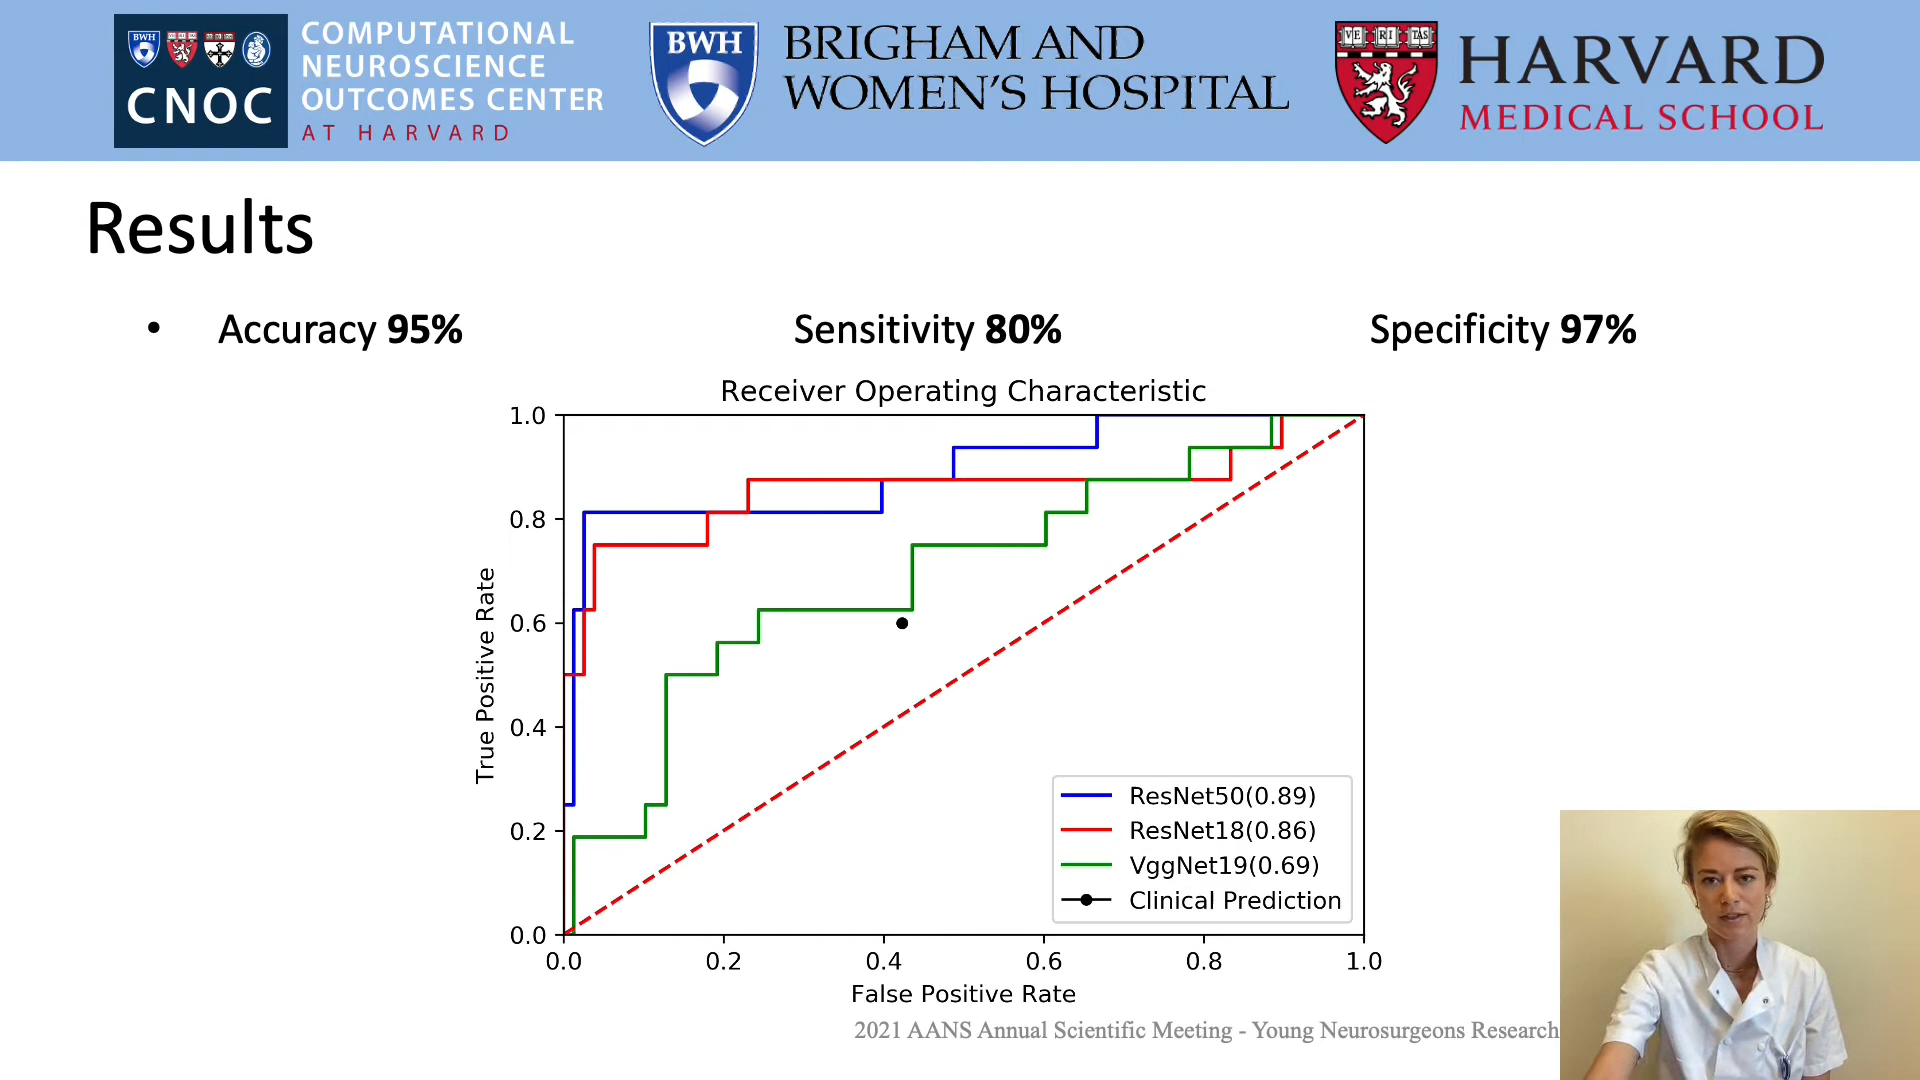 COMPUTATIONAL
NEUROSCIENCE
OUTCOMES CENTER
AT HARVARD
BWH
CNOC
BWH
BRIGHAM AND
WOMEN'S HOSPITAL
VE RI TAS
HARVARD
MEDICAL SCHOOL
Results
• Accuracy 95% Sensitivity 80% Specificity 97%
Receiver Operating Characteristic
True Positive Rate
1.0
0.8
0.6
0.4
0.2
0.0
0.0 0.2 0.4 0.6 0.8 1.0
False Positive Rate
ResNet50(0.89)
ResNet18(0.86)
VggNet19(0.69)
Clinical Prediction
2021 AANS Annual Scientific Meeting - Young Neurosurgeons Research